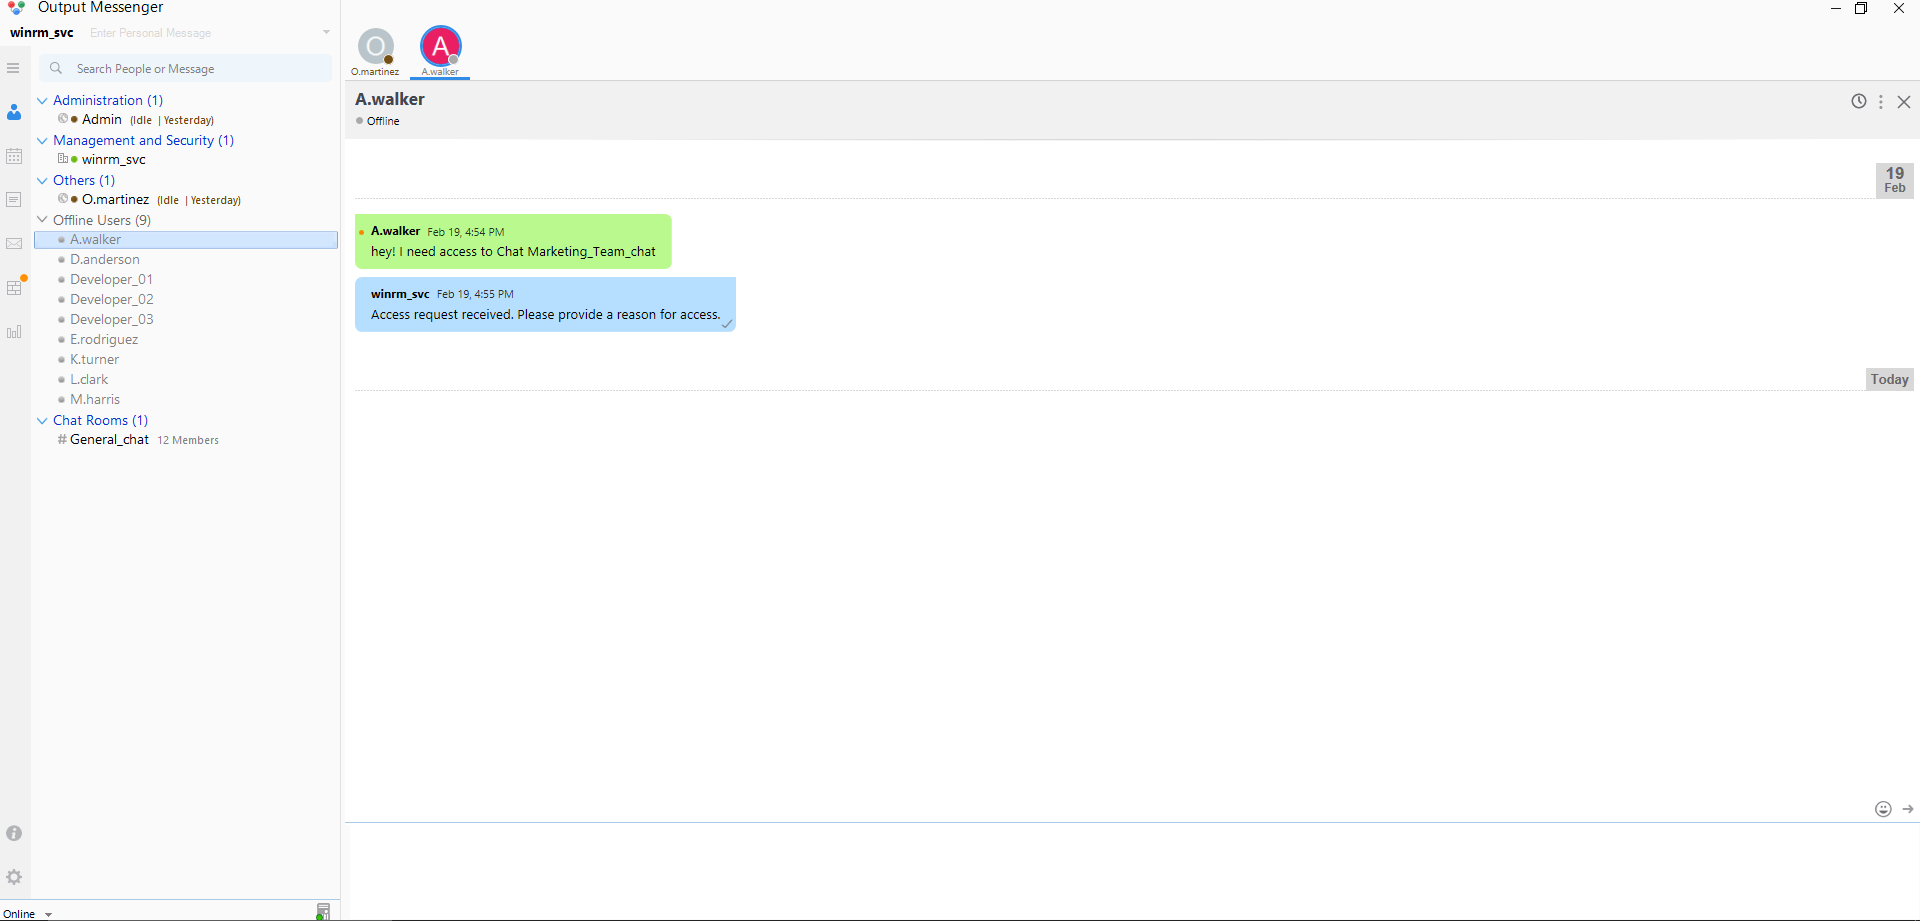 Output Messenger
winrm_svc Enter Personal Message
Search People or Message
Administration (1)
Admin (Idle | Yesterday)
Management and Security (1)
winrm_svc
Others (1)
O.martinez (Idle | Yesterday)
Offline Users (9)
A.walker
D.anderson
Developer_01
Developer_02
Developer_03
E.rodriguez
K.turner
L.clark
M.harris
Chat Rooms (1)
# General_chat 12 Members
Online
O
A
O.martinez
A.walker
A.walker
Offline
19
Feb
A.walker Feb 19, 4:54 PM
hey! I need access to Chat Marketing_Team_chat
winrm_svc Feb 19, 4:55 PM
Access request received. Please provide a reason for access.
Today